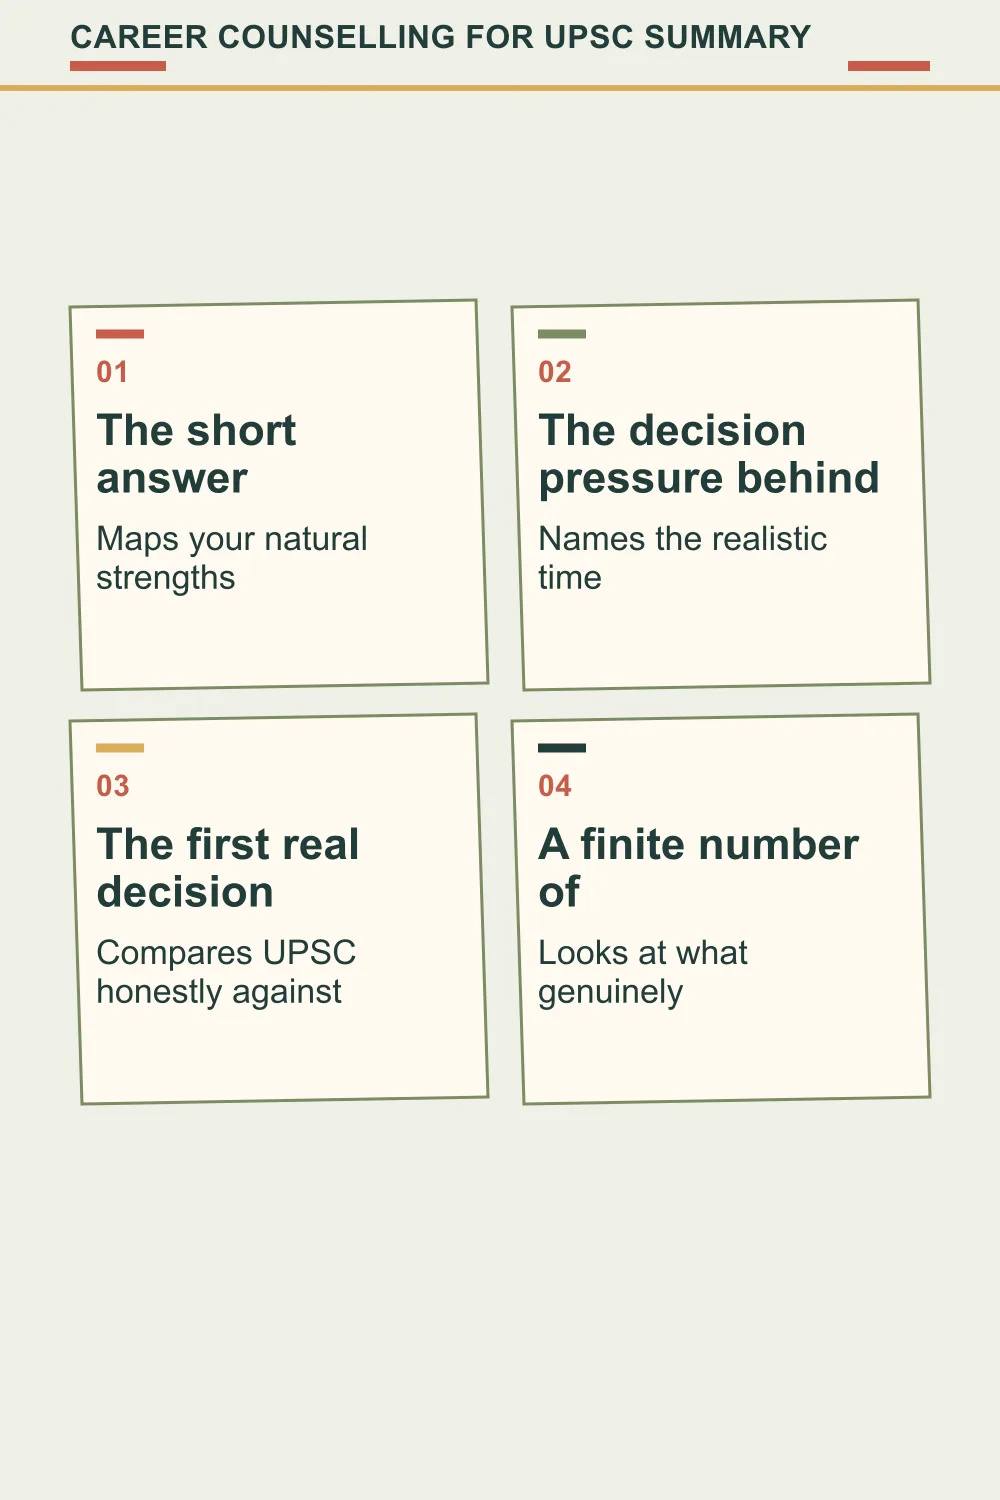 CAREER COUNSELLING FOR UPSC SUMMARY
01
The short
answer
Maps your natural
strengths
02
The decision
pressure behind
Names the realistic
time
03
The first real
decision
Compares UPSC
honestly against
04
A finite number
of
Looks at what
genuinely